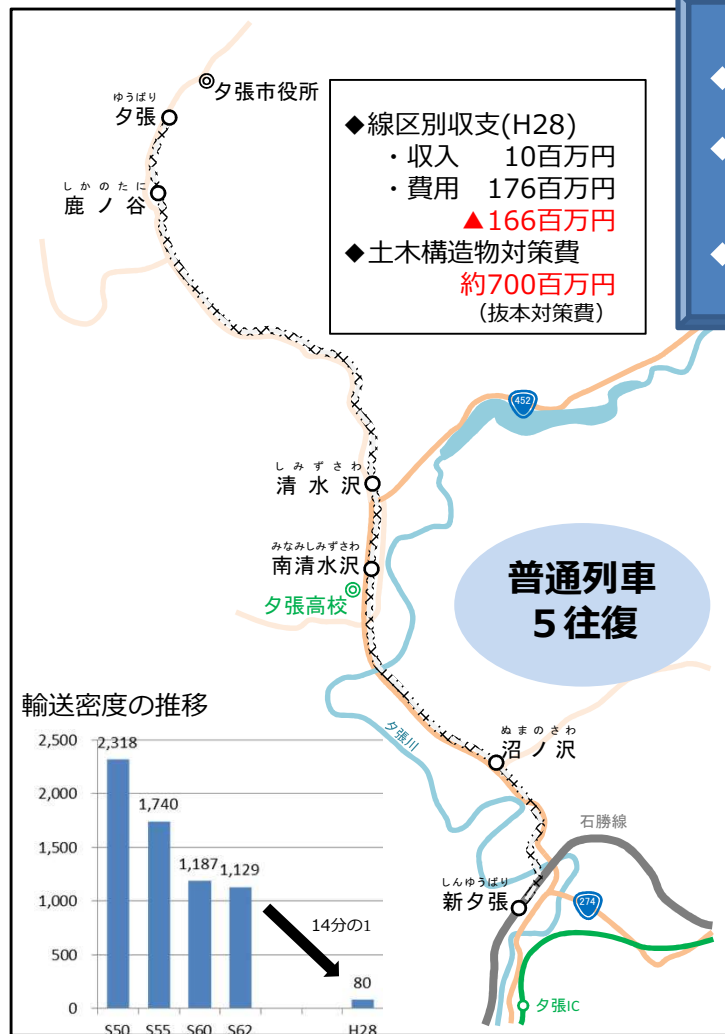 夕張市役所
ゆうばり
夕張
◆線区別収支(H28)
・収入 10百万円
・費用 176百万円
▲166百万円
◆土木構造物対策費
約700百万円
(抜本対策費)
◆
◆
◆
しかのたに
鹿ノ谷
452
しみずさわ
清水沢
みなみしみずさわ
南清水沢
夕張高校
普通列車
5往復
夕張川
ぬまのさわ
沼ノ沢
石勝線
しんゆうばり
新夕張
274
夕張IC
輸送密度の推移
2,500
2,000
1,500
1,000
500
0
2,318
1,740
1,187
1,129
14分の1
80
S50 S55 S60 S62 H28